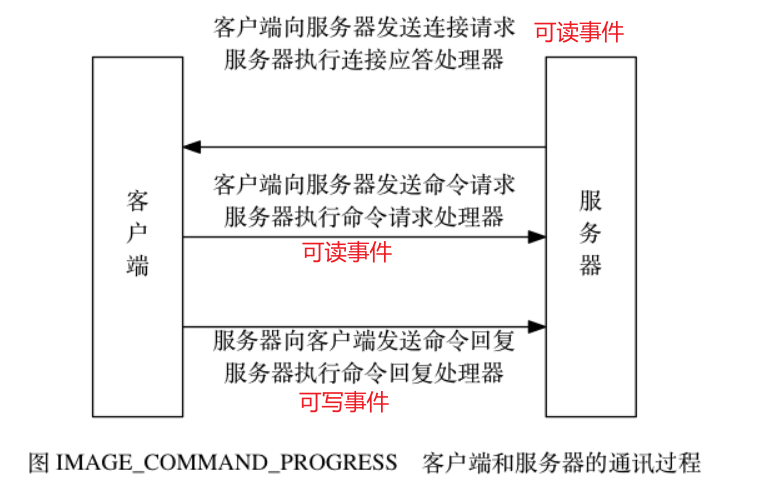 客户端向服务器发送连接请求
可读事件
服务器执行连接应答处理器
客户端
服务器
客户端向服务器发送命令请求
服务器执行命令请求处理器
可读事件
服务器向客户端发送命令回复
服务器执行命令回复处理器
可写事件
图 IMAGE_COMMAND_PROGRESS 客户端和服务器的通讯过程